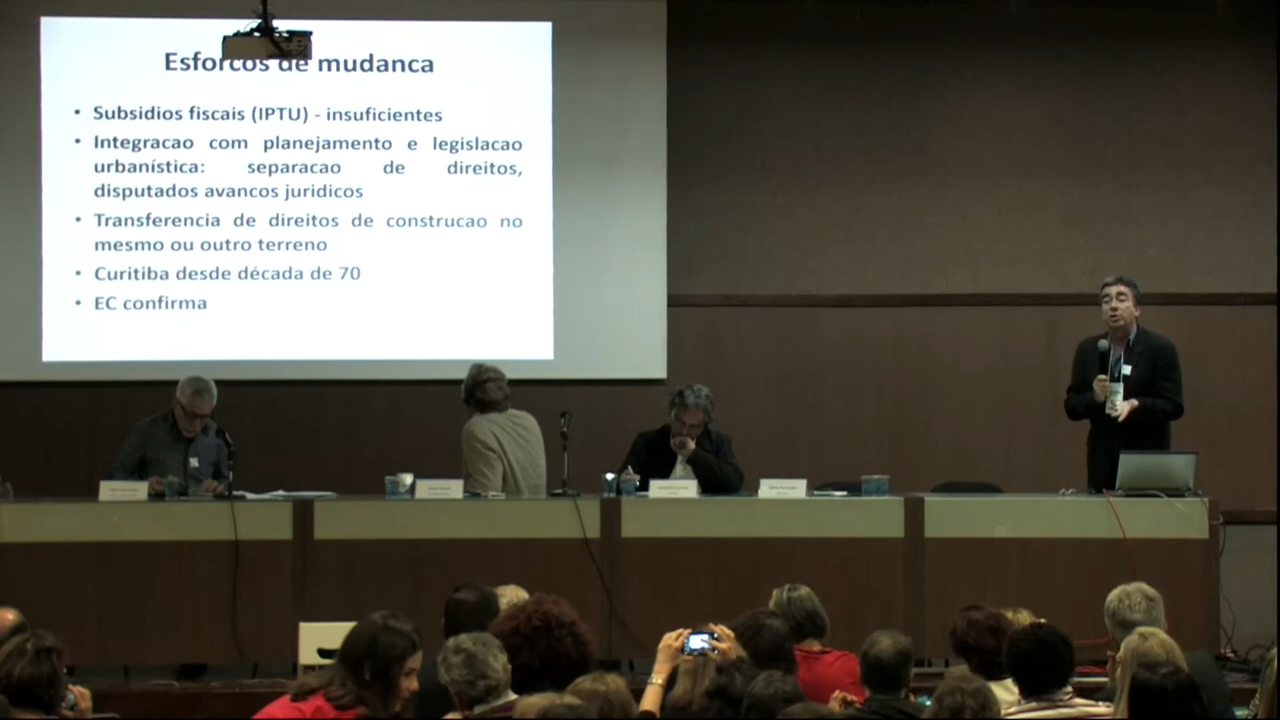 Esforcos de mudanca
• Subsidios fiscais (IPTU) - insuficientes
• Integracao com planejamento e legislacao
urbanística: separacao de direitos,
disputados avancos juridicos
• Transferencia de direitos de construcao no
mesmo ou outro terreno
• Curitiba desde década de 70
• EC confirma